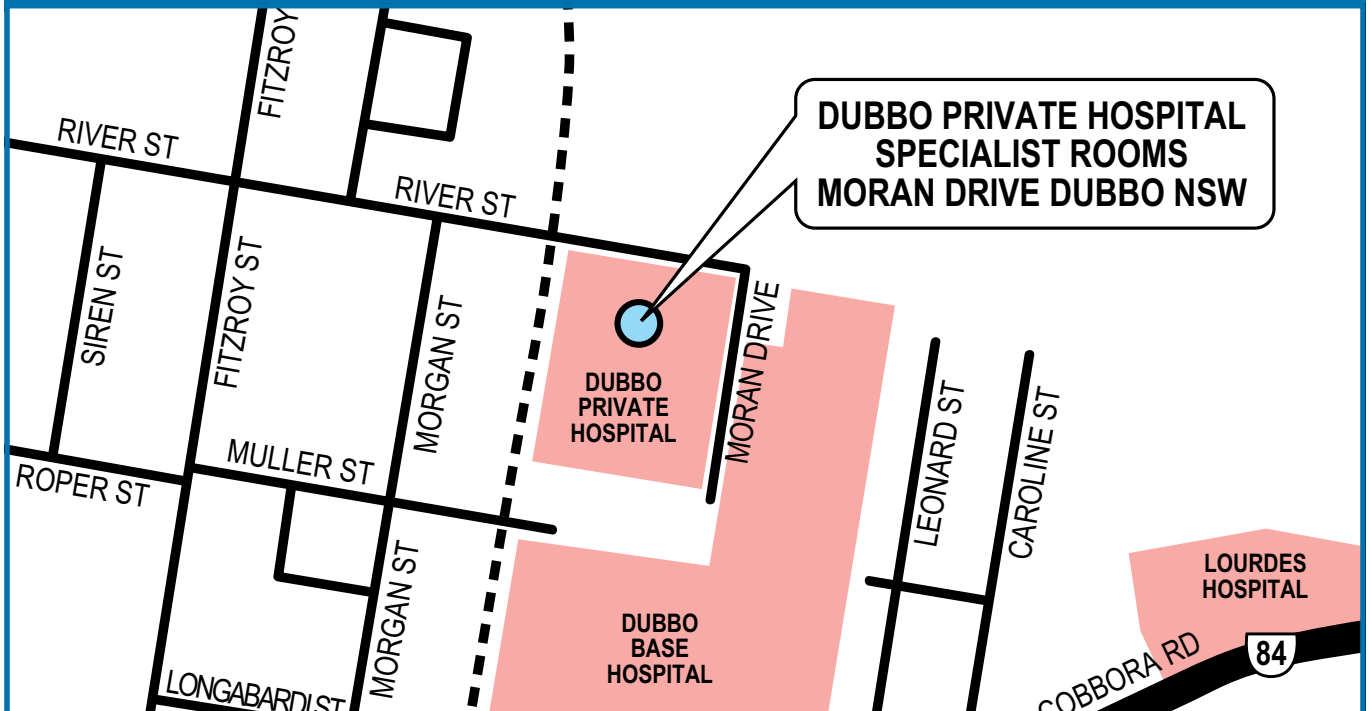 FITZROY
RIVER ST
DUBBO PRIVATE HOSPITAL
SPECIALIST ROOMS
MORAN DRIVE DUBBO NSW
RIVER ST
SIREN ST
FITZROY ST
MORGAN ST
MORAN DRIVE
DUBBO
PRIVATE
HOSPITAL
LEONARD ST
CAROLINE ST
MULLER ST
ROPER ST
MORGAN ST
LOURDES
HOSPITAL
DUBBO
BASE
HOSPITAL
84
COBBORA RD
LONGABARDI ST